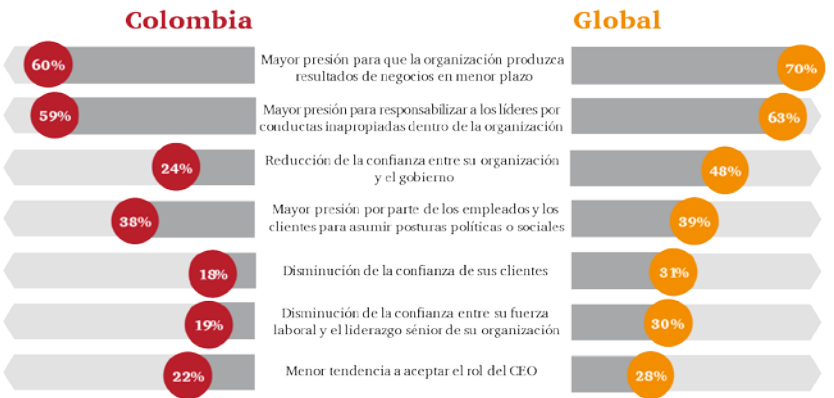 Colombia
Global
60%
Mayor presión para que la organización produzca
resultados de negocios en menor plazo
70%
59%
Mayor presión para responsabilizar a los líderes por
conductas inapropiadas dentro de la organización
63%
24%
Reducción de la confianza entre su organización
y el gobierno
48%
38%
Mayor presión por parte de los empleados y los
clientes para asumir posturas políticas o sociales
39%
18%
Disminución de la confianza de sus clientes
31%
19%
Disminución de la confianza entre su fuerza
laboral y el liderazgo sénior de su organización
30%
22%
Menor tendencia a aceptar el rol del CEO
28%